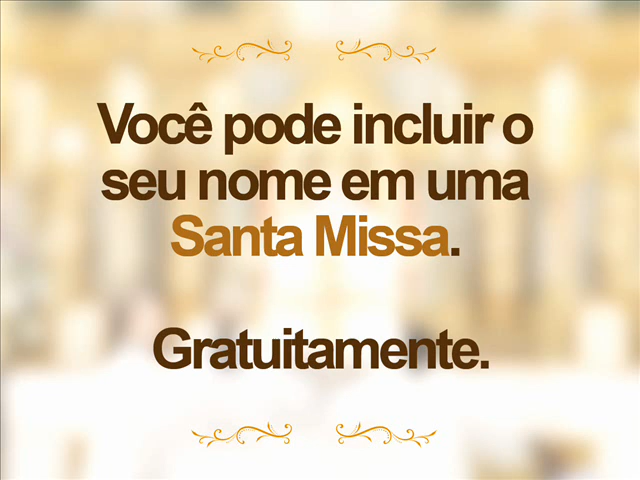 Você pode incluir o
seu nome em uma
Santa Missa.
Gratuitamente.